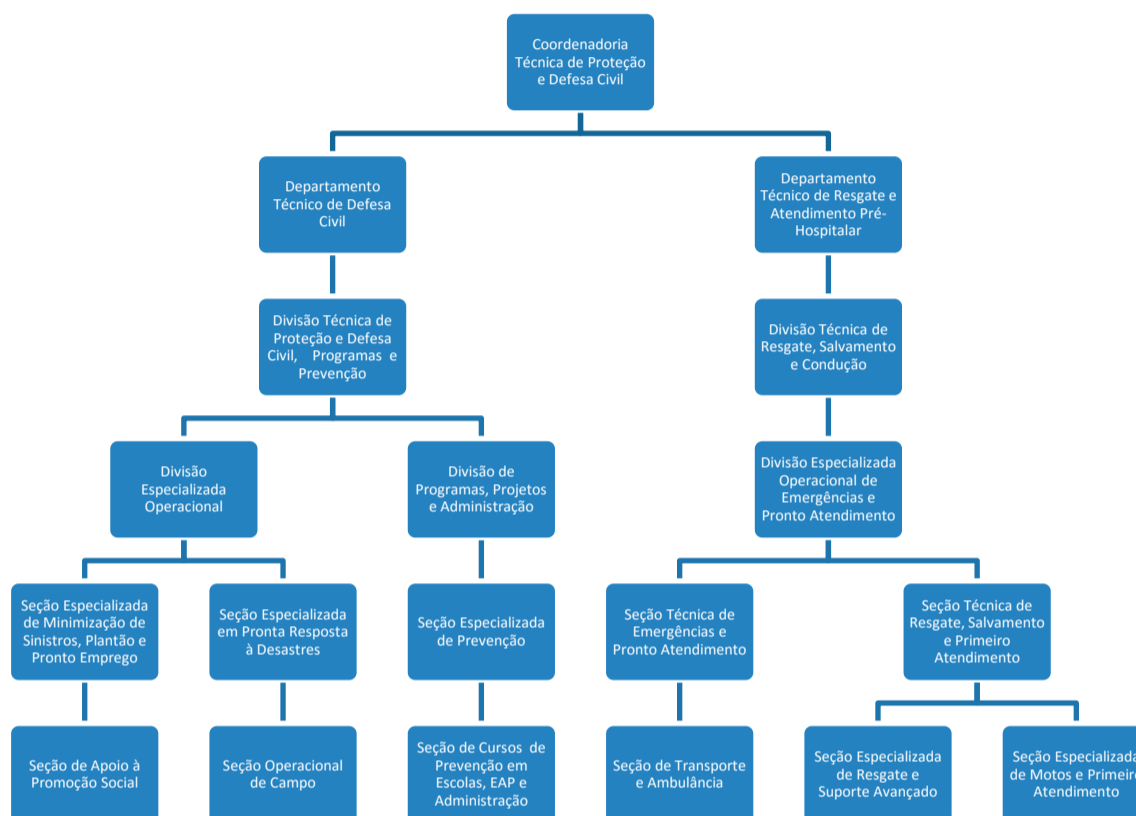 Coordenadoria
Técnica de Proteção
e Defesa Civil
Departamento
Técnico de Defesa
Civil
Departamento
Técnico de Resgate e
Atendimento Pré-
Hospitalar
Divisão Técnica de
Proteção e Defesa
Civil, Programas e
Prevenção
Divisão Técnica de
Resgate, Salvamento
e Condução
Divisão
Especializada
Operacional
Divisão de
Programas, Projetos
e Administração
Divisão Especializada
Operacional de
Emergências e
Pronto Atendimento
Seção Especializada
de Minimização de
Sinistros, Plantão e
Pronto Emprego
Seção Especializada
em Pronta Resposta
à Desastres
Seção Especializada
de Prevenção
Seção Técnica de
Emergências e
Pronto Atendimento
Seção Técnica de
Resgate, Salvamento
e Primeiro
Atendimento
Seção de Apoio à
Promoção Social
Seção Operacional
de Campo
Seção de Cursos de
Prevenção em
Escolas, EAP e
Administração
Seção de Transporte
e Ambulância
Seção Especializada
de Resgate e
Suporte Avançado
Seção Especializada
de Motos e Primeiro
Atendimento